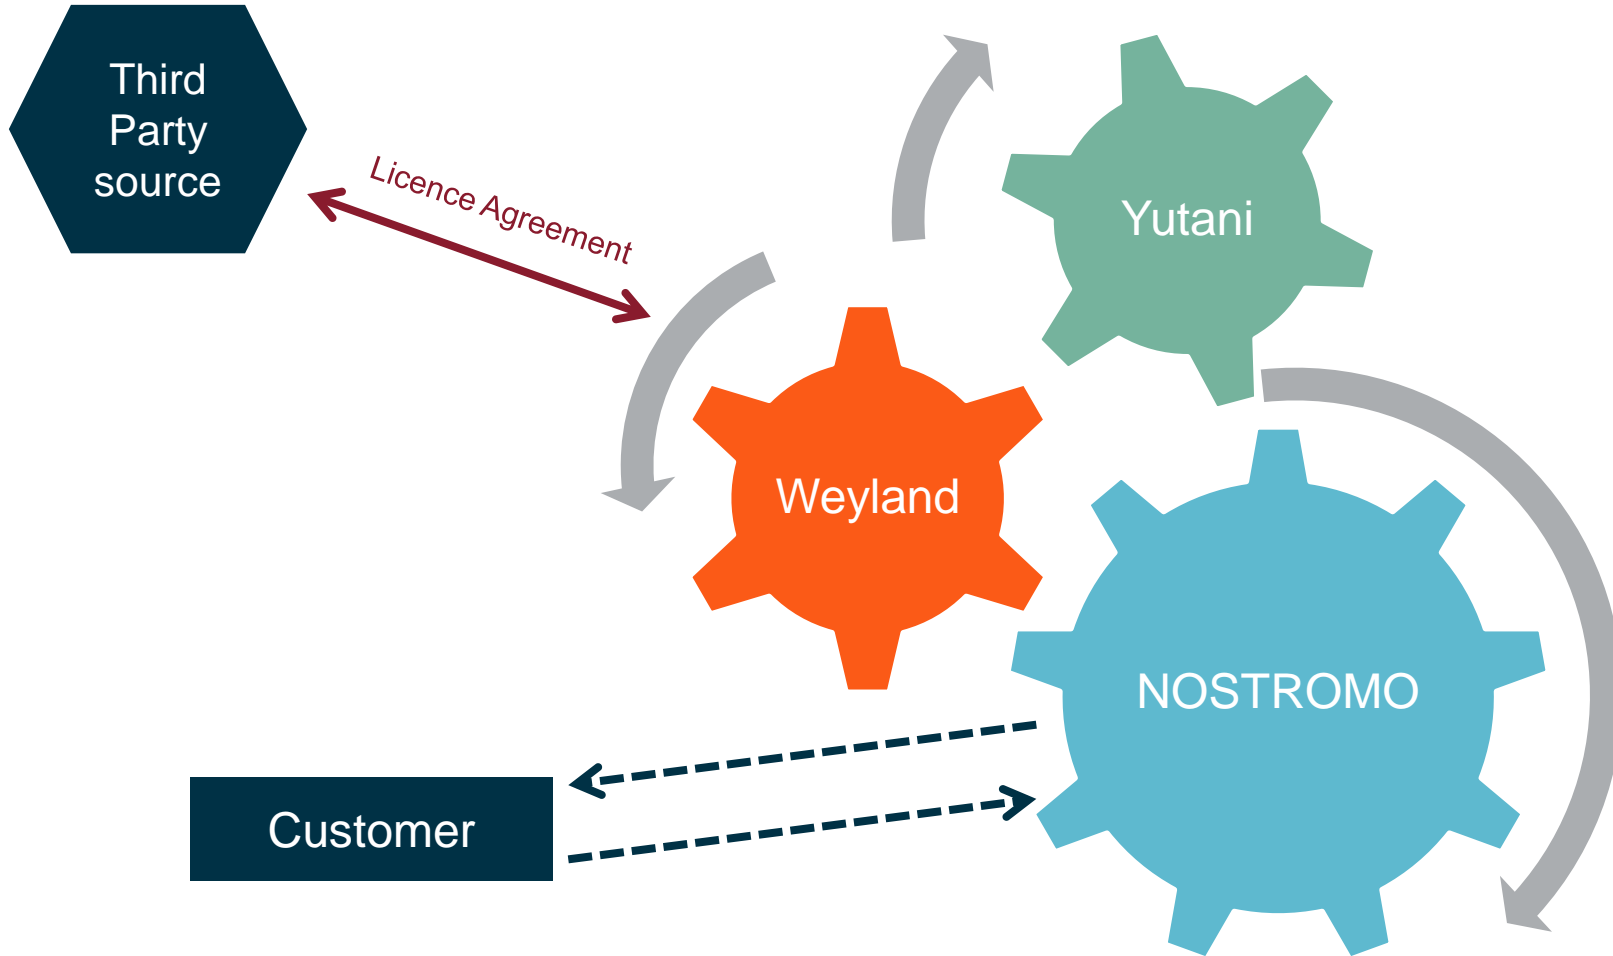 Third
Party
source
Licence Agreement
Yutani
Weyland
NOSTROMO
Customer